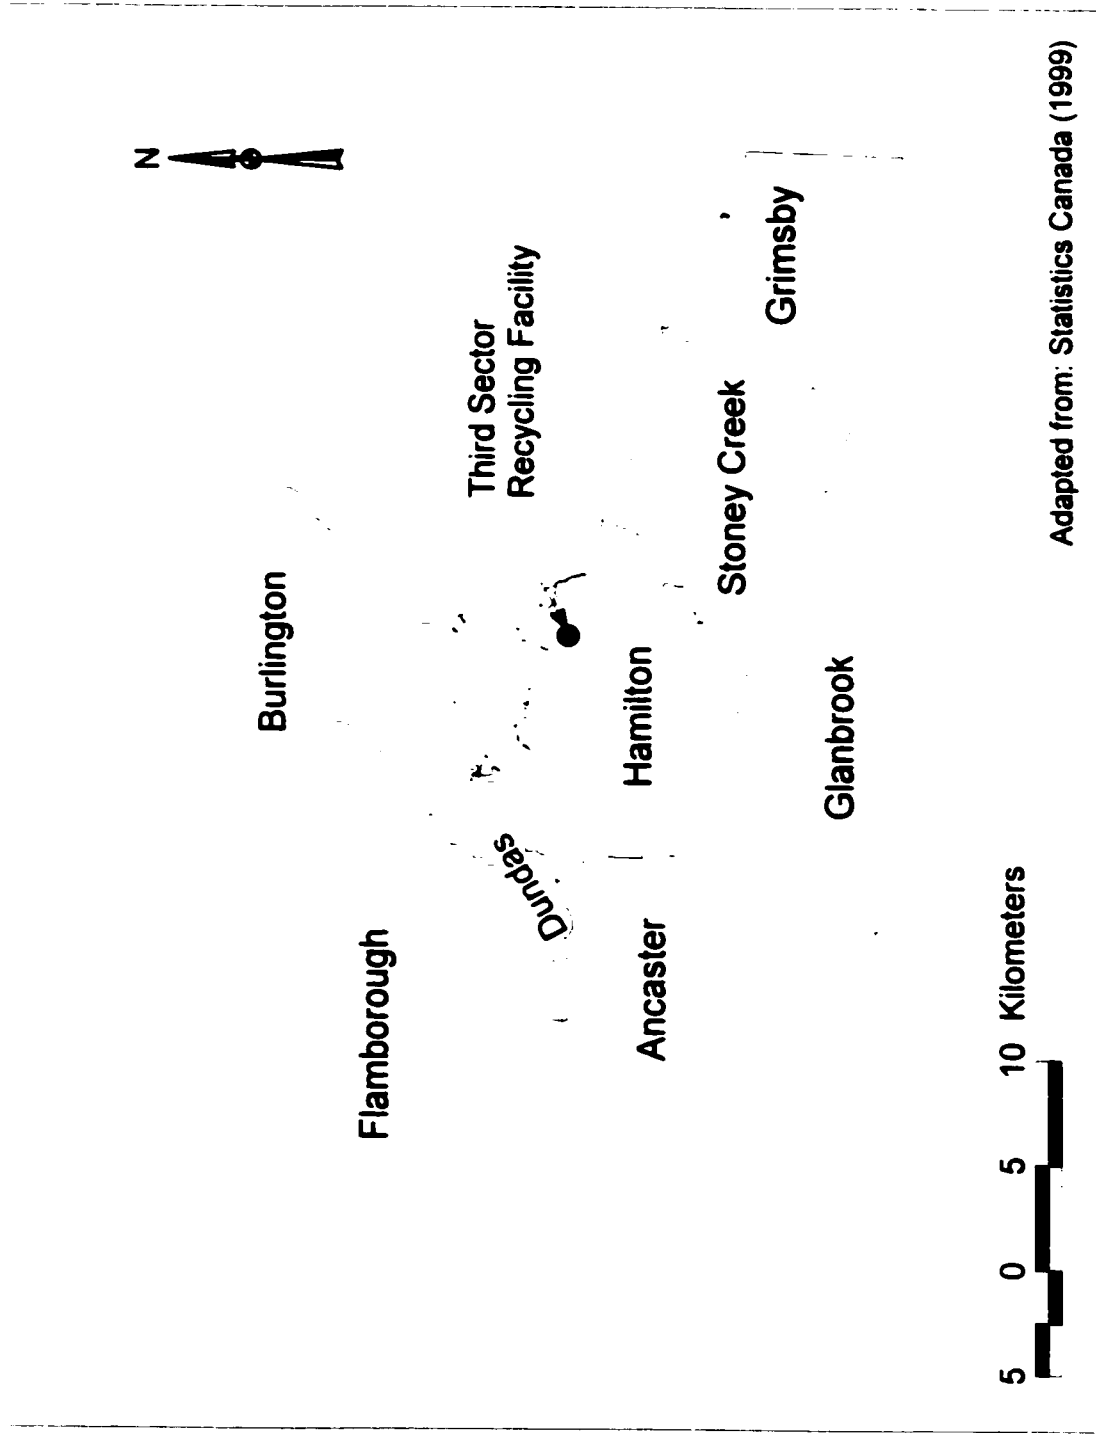 N
Burlington
Flamborough
Third Sector
Recycling Facility
Dundas
Hamilton
Ancaster
Stoney Creek
Grimsby
Glanbrook
5 0 5 10 Kilometers
Adapted from: Statistics Canada (1999)